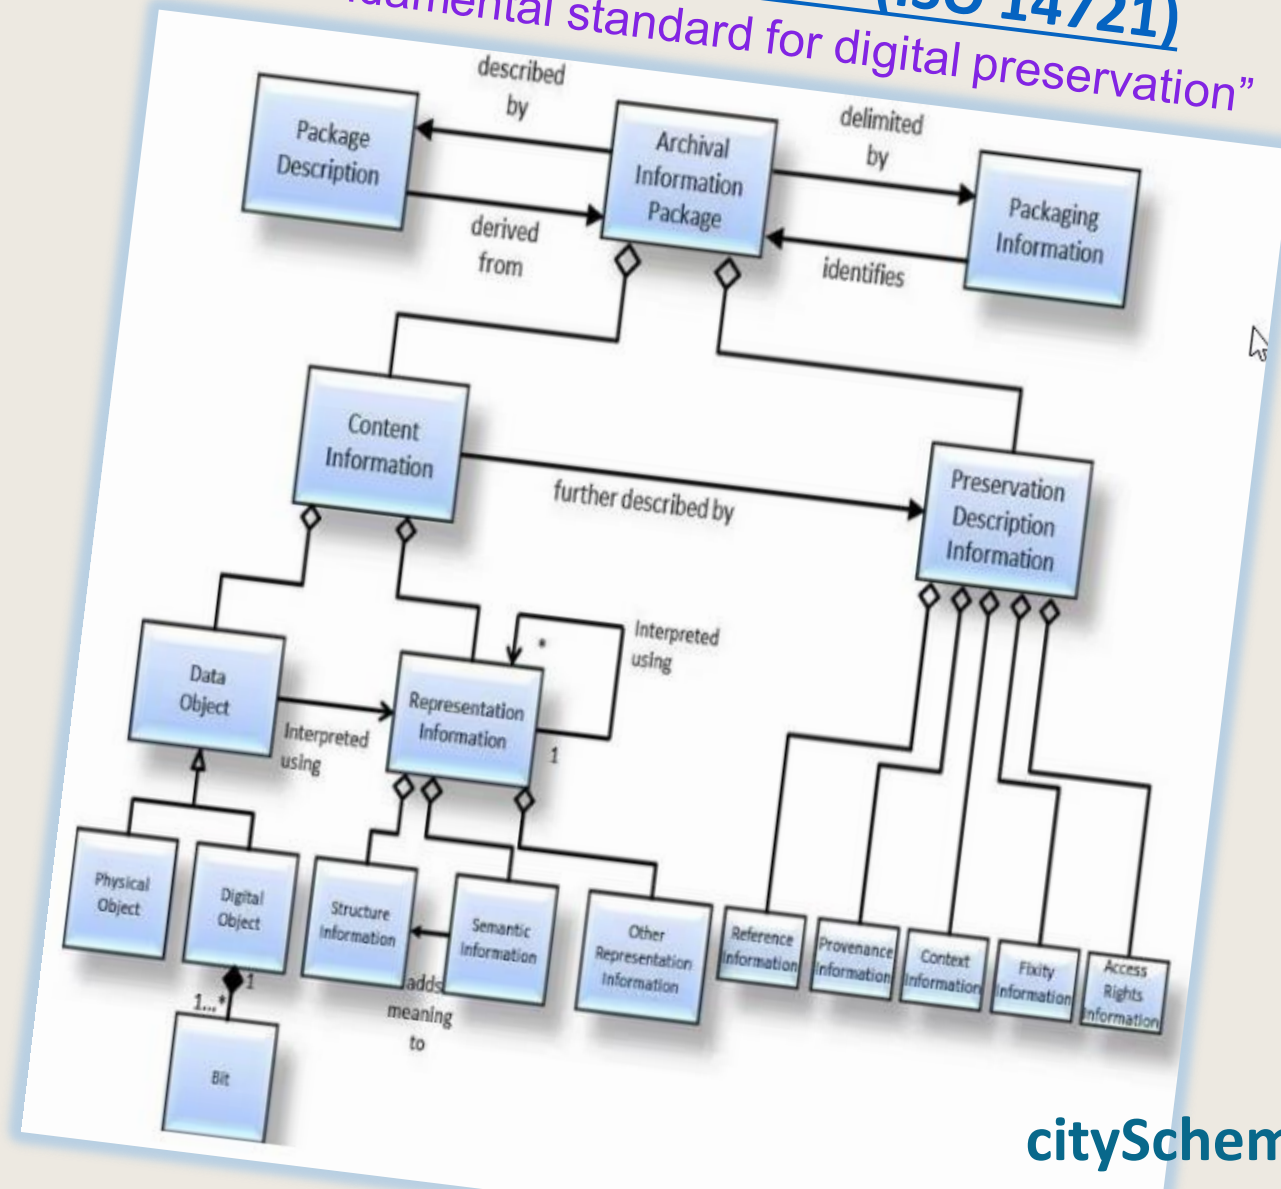 (ISO 14721)
damental standard for digital preservation”
described
by
Package
Description
Archival
Information
Package
delimited
by
Packaging
Information
derived
from
identifies
Content
Information
further described by
Preservation
Description
Information
Interpreted
using
*
Data
Object
Interpreted
using
Representation
Information
1
Physical
Object
Digital
Object
Structure
Information
Semantic
Information
Other
Representation
Information
Reference
Information
Provenance
Information
Context
Information
Fixity
Information
Access
Rights
Information
1
1...*
adds
meaning
to
Bit
citySchem